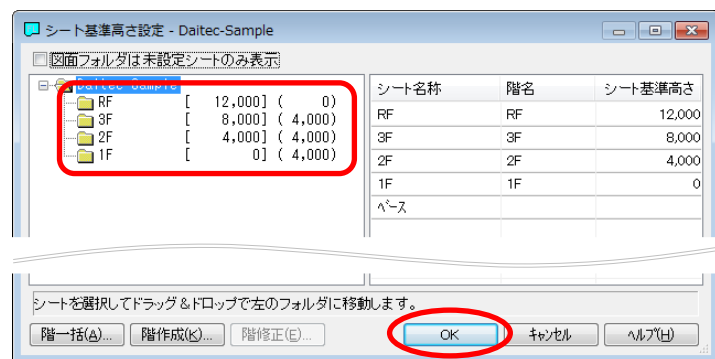 シート基準高さ設定 - Daitec-Sample
図面フォルダは未設定シートのみ表示
Daitec-Sample
RF [ 12,000] ( 0)
3F [ 8,000] ( 4,000)
2F [ 4,000] ( 4,000)
1F [ 0] ( 4,000)
シート名称 階名 シート基準高さ
RF RF 12,000
3F 3F 8,000
2F 2F 4,000
1F 1F 0
ﾍﾞｰｽ
シートを選択してドラッグ＆ドロップで左のフォルダに移動します。
階一括(A)... 階作成(K)... 階修正(E)... OK ｷｬﾝｾﾙ ﾍﾙﾌﾟ(H)